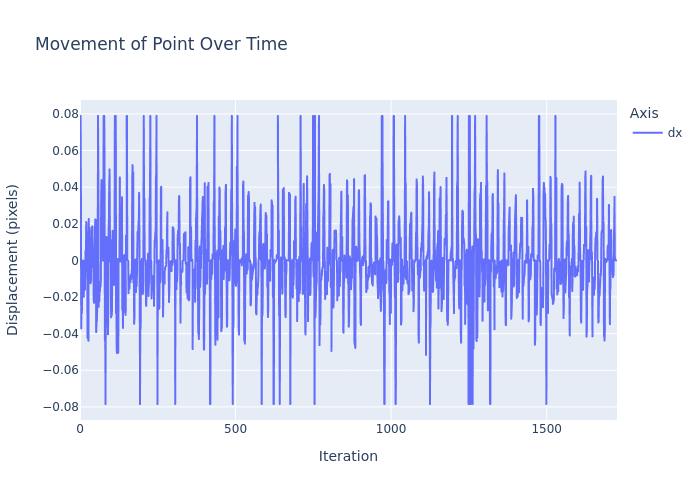 Movement of Point Over Time
Axis
dx
Displacement (pixels)
0.08
0.06
0.04
0.02
0
−0.02
−0.04
−0.06
−0.08
0 500 1000 1500
Iteration